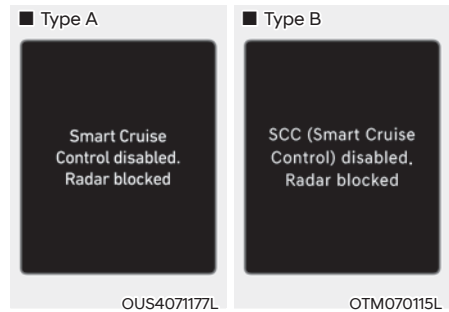 ■ Type A
Smart Cruise
Control disabled.
Radar blocked
OUS4071177L
■ Type B
SCC (Smart Cruise
Control) disabled.
Radar blocked
OTM070115L